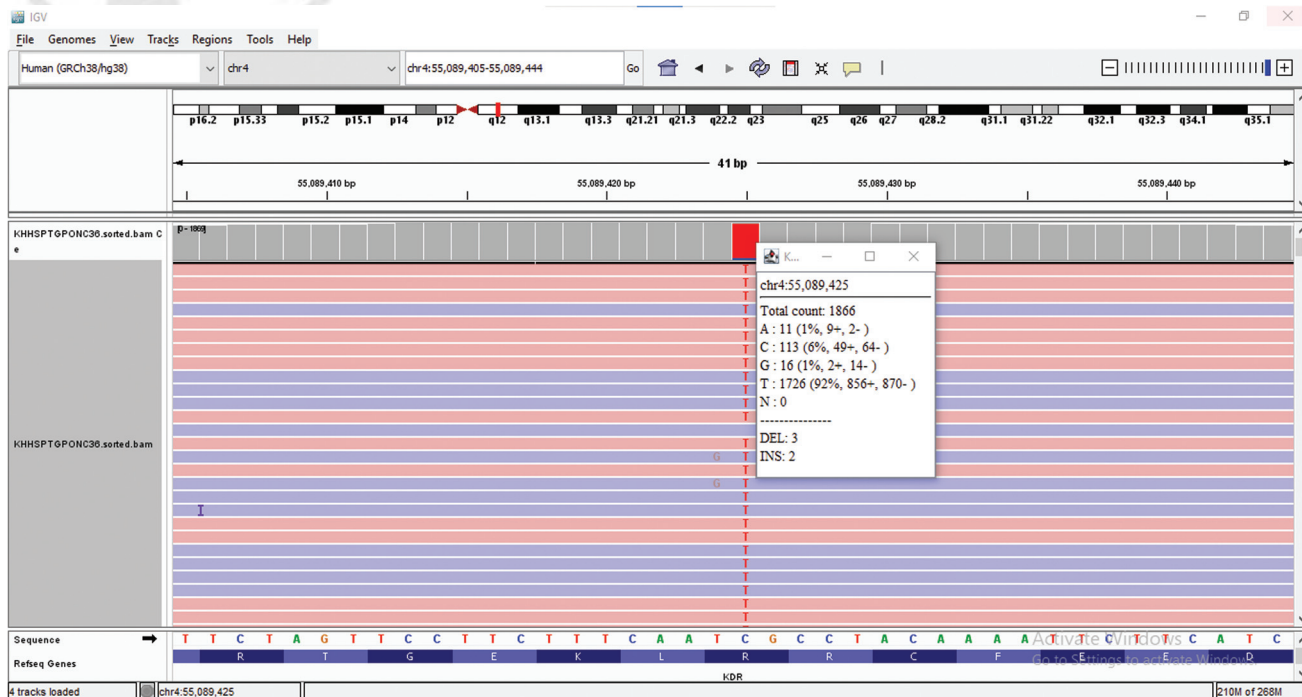 IGV
File Genomes View Tracks Regions Tools Help
Human (GRCh38/hg38) chr4 chr4:55,089,405-55,089,444 Go
p16.2 p15.33 p15.2 p15.1 p14 p12 q12 q13.1 q13.3 q21.21 q21.3 q22.2 q23 q25 q26 q27 q28.2 q31.1 q31.22 q32.1 q32.3 q34.1 q35.1
41 bp
55,089,410 bp 55,089,420 bp 55,089,430 bp 55,089,440 bp
KHHSPTGPONC36.sorted.bam C
e
[0 - 1869]
K...
chr4:55,089,425
Total count: 1866
A : 11 (1%, 9+, 2- )
C : 113 (6%, 49+, 64- )
G : 16 (1%, 2+, 14- )
T : 1726 (92%, 856+, 870- )
N : 0
---------------
DEL: 3
INS: 2
T
T
T
T
T
T
T
T
T
T
T
T
T
T
G T
T
G T
T
I T
T
T
T
T
T
T
T
T
KHHSPTGPONC36.sorted.bam
Sequence T T C T A G T T C C T T C T T T C A A T C G C C T A C A A A A T T C T T C A T C
Activate Windows
Refseq Genes R T G E K L R R C F E E D
Go to Settings to activate Windows.
KDR
4 tracks loaded chr4:55,089,425 210M of 268M